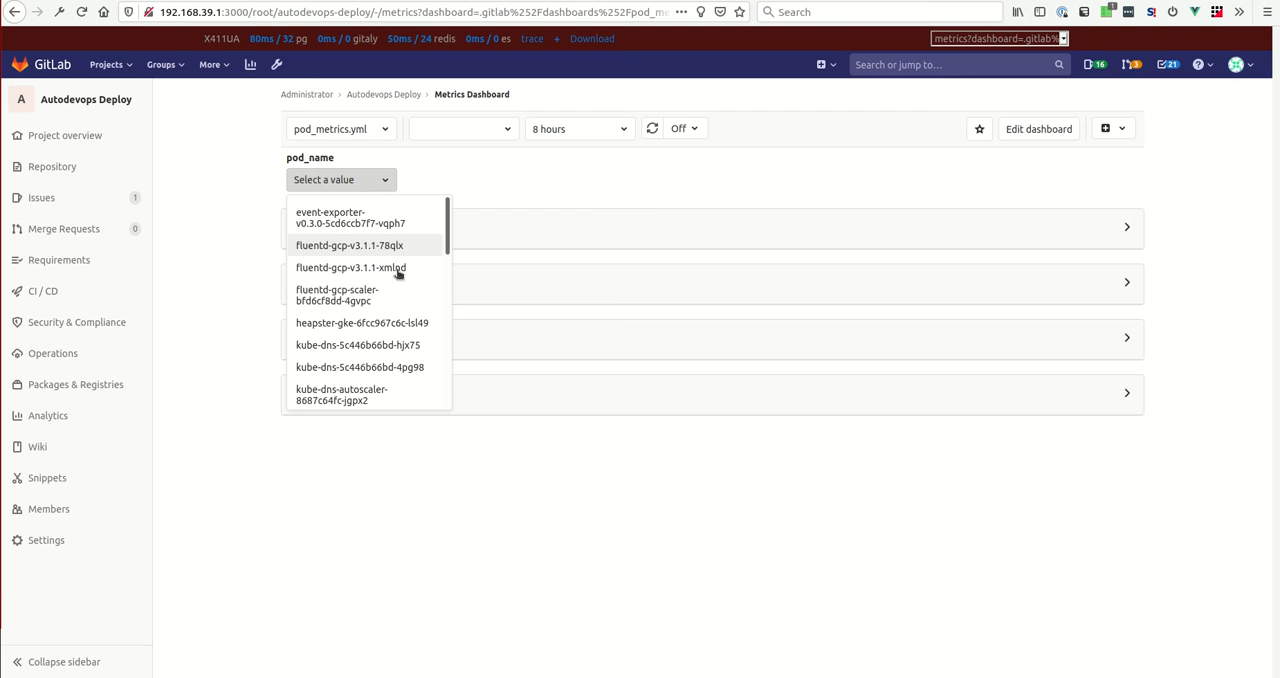 192.168.39.1:3000/root/autodevops-deploy/-/metrics?dashboard=.gitlab%252Fdashboards%252Fpod_me
Search
1
X411UA 80ms / 32 pg 0ms / 0 gitaly 50ms / 24 redis 0ms / 0 es trace + Download
metrics?dashboard=.gitlab%
GitLab Projects Groups More
Search or jump to...
16 3 21
A Autodevops Deploy
Administrator › Autodevops Deploy › Metrics Dashboard
pod_metrics.yml 8 hours Off Edit dashboard
Project overview
Repository
Issues 1
Merge Requests 0
Requirements
CI / CD
Security & Compliance
Operations
Packages & Registries
Analytics
Wiki
Snippets
Members
Settings
Collapse sidebar
pod_name
Select a value
event-exporter-
v0.3.0-5cd6ccb7f7-vqph7
fluentd-gcp-v3.1.1-78qlx
fluentd-gcp-v3.1.1-xmlnd
fluentd-gcp-scaler-
bfd6cf8dd-4gvpc
heapster-gke-6fcc967c6c-lsl49
kube-dns-5c446b66bd-hjx75
kube-dns-5c446b66bd-4pg98
kube-dns-autoscaler-
8687c64fc-jgpx2